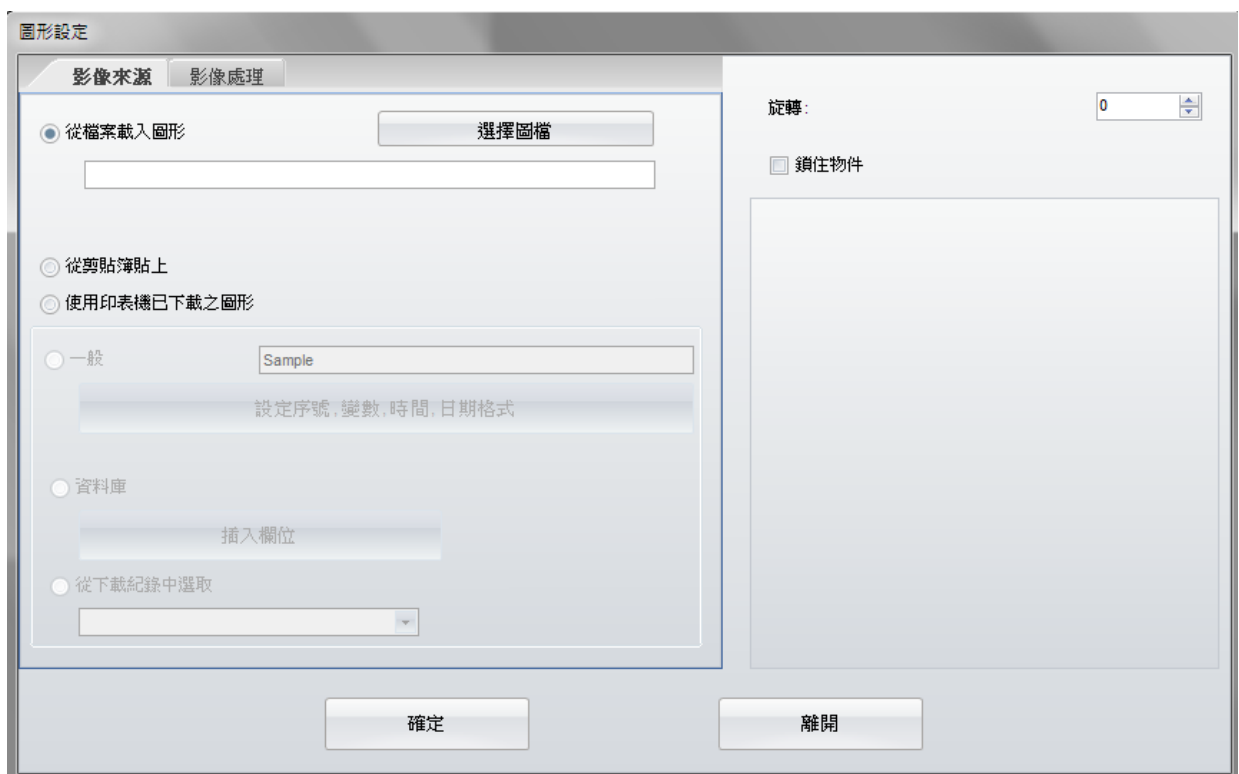 圖形設定
影像來源 影像處理
從檔案載入圖形 選擇圖檔
從剪貼簿貼上
使用印表機已下載之圖形
一般 Sample
設定序號,變數,時間,日期格式
資料庫
插入欄位
從下載紀錄中選取
旋轉: 0
鎖住物件
確定 離開